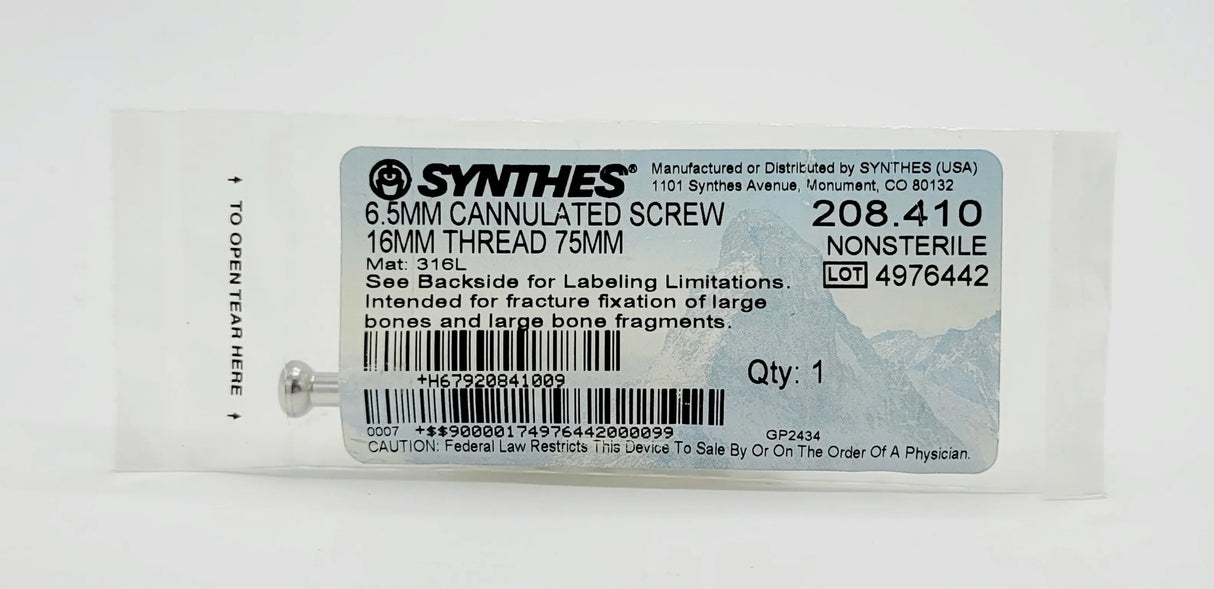 ↑ TO OPEN TEAR HERE ↑
SYNTHES®
Manufactured or Distributed by SYNTHES (USA)
1101 Synthes Avenue, Monument, CO 80132
6.5MM CANNULATED SCREW
16MM THREAD 75MM
208.410
NONSTERILE
LOT 4976442
Mat: 316L
See Backside for Labeling Limitations.
Intended for fracture fixation of large
bones and large bone fragments.
+H67920841009
Qty: 1
0007 +$$90000174976442000099
GP2434
CAUTION: Federal Law Restricts This Device To Sale By Or On The Order Of A Physician.